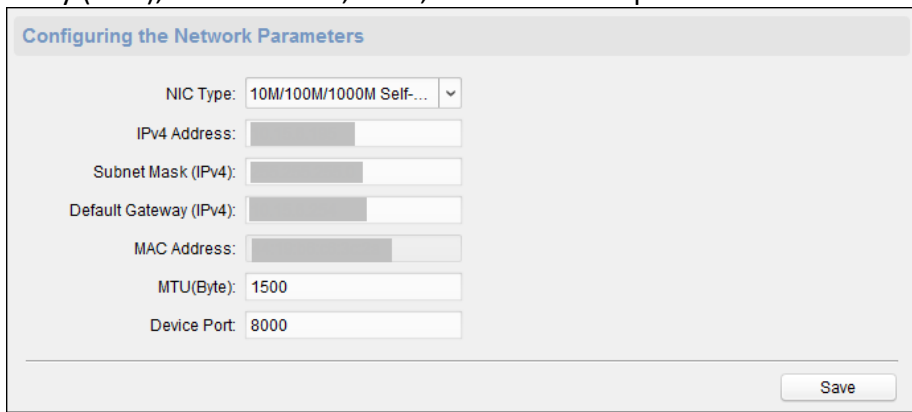 Configuring the Network Parameters
NIC Type: 10M/100M/1000M Self-...
IPv4 Address:
Subnet Mask (IPv4):
Default Gateway (IPv4):
MAC Address:
MTU(Byte): 1500
Device Port: 8000
Save